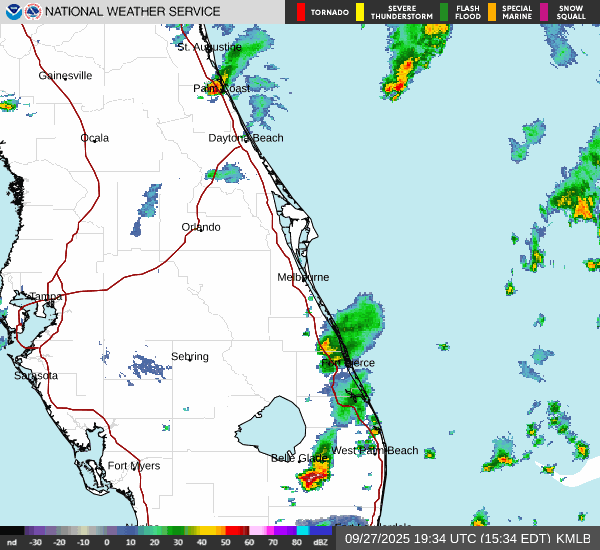 NATIONAL WEATHER SERVICE
TORNADO
SEVERE
THUNDERSTORM
FLASH
FLOOD
SPECIAL
MARINE
SNOW
SQUALL
St. Augustine
Gainesville
Palm Coast
Ocala
Daytona Beach
Orlando
Melbourne
Tampa
Sebring
Fort Pierce
Sarasota
West Palm Beach
Belle Glade
Fort Myers
nd -30 -20 -10 0 10 20 30 40 50 60 70 80 dBZ
09/27/2025 19:34 UTC (15:34 EDT) KMLB